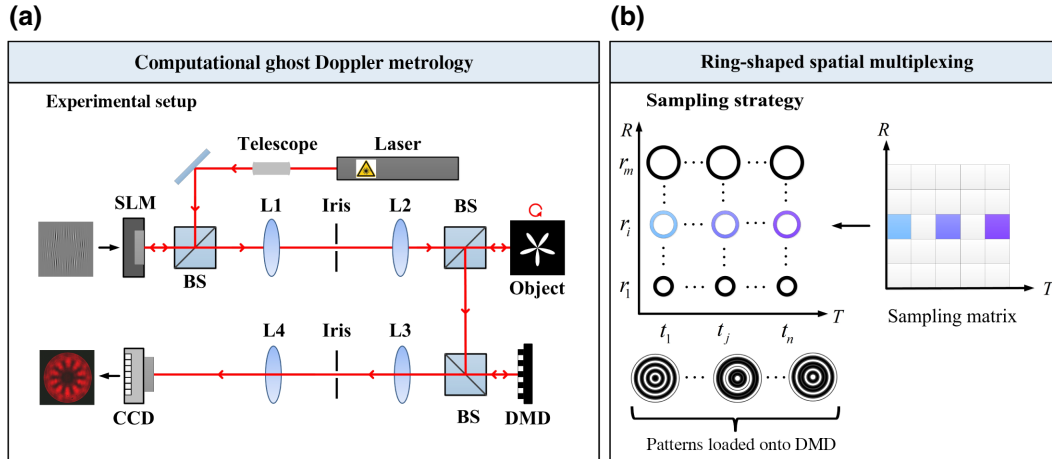 (a)
Computational ghost Doppler metrology
Experimental setup
Telescope
Laser
SLM
L1
Iris
L2
BS
BS
Object
L4
Iris
L3
CCD
BS
DMD
(b)
Ring-shaped spatial multiplexing
Sampling strategy
R
r_m
r_i
r_1
t_1
t_j
t_n
T
R
T
Sampling matrix
Patterns loaded onto DMD